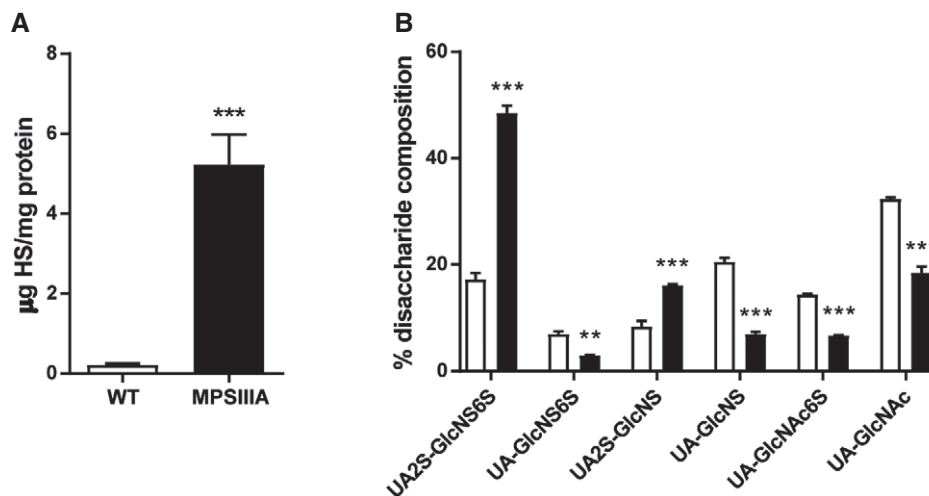 A
8
6
4
2
0
µg HS/mg protein
***
WT
MPSIIIA
B
60
40
20
0
% disaccharide composition
***
**
***
***
***
***
UA2S-GlcNS6S
UA-GlcNS6S
UA2S-GlcNS
UA-GlcNS
UA-GlcNAc6S
UA-GlcNAc